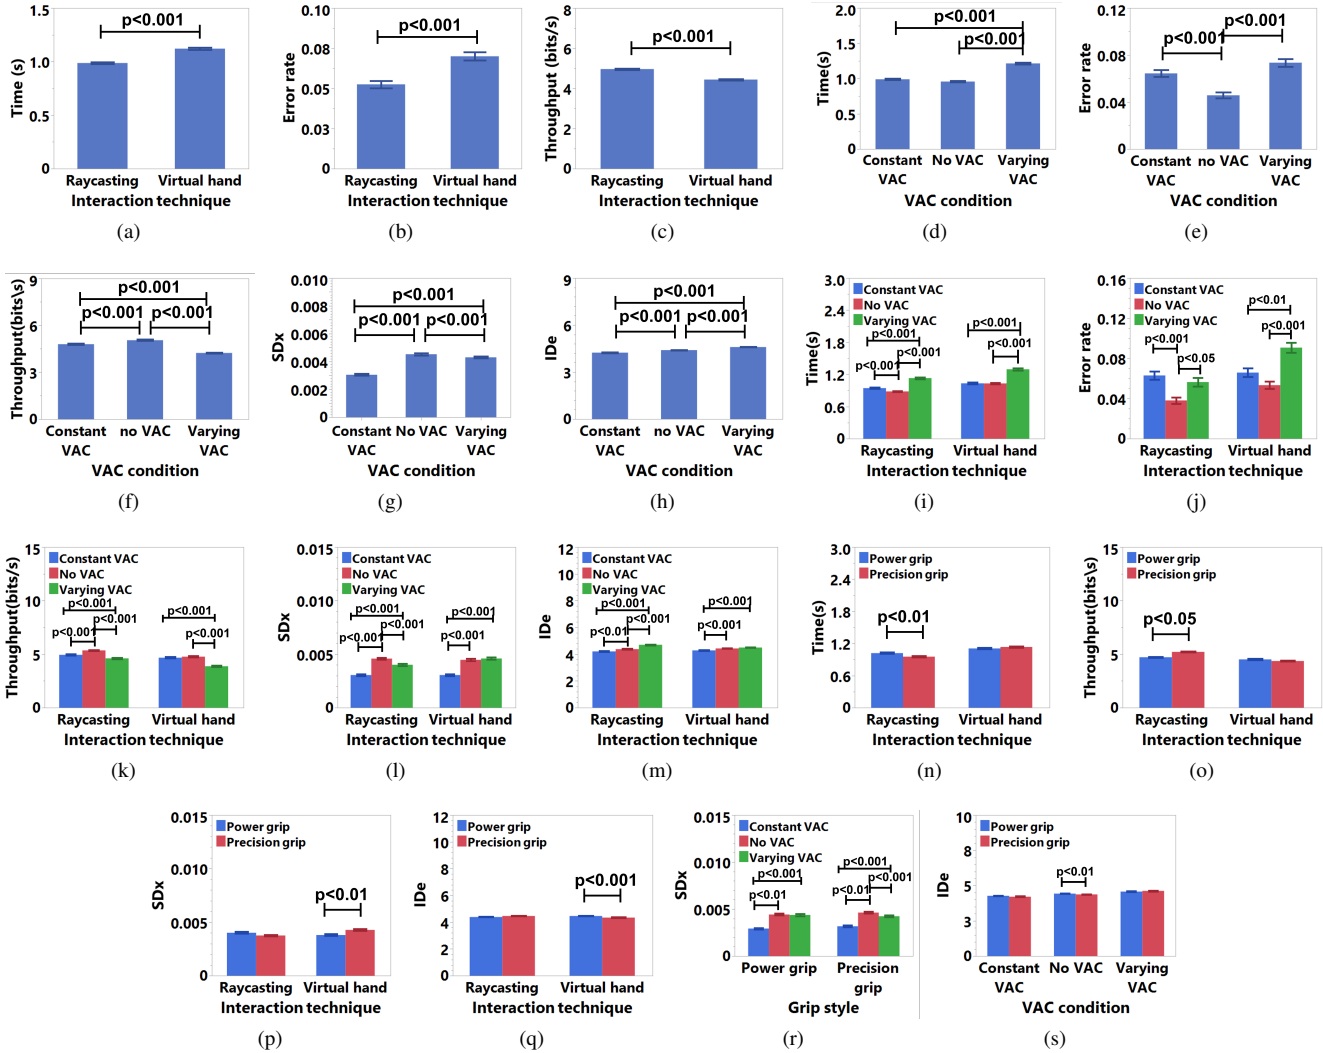 1.5
1.0
0.5
0
Time (s)
p<0.001
Raycasting Virtual hand
Interaction technique
(a)
0.10
0.08
0.05
0.03
0.00
Error rate
p<0.001
Raycasting Virtual hand
Interaction technique
(b)
8
6
4
2
0
Throughput (bits/s)
p<0.001
Raycasting Virtual hand
Interaction technique
(c)
2.0
1.5
1.0
0.5
0
Time(s)
p<0.001
p<0.001
Constant No VAC Varying
VAC VAC
VAC condition
(d)
0.12
0.08
0.04
0
Error rate
p<0.001
p<0.001
Constant no VAC Varying
VAC VAC
VAC condition
(e)
9
6
3
0
Throughput(bits\s)
p<0.001
p<0.001 p<0.001
Constant no VAC Varying
VAC VAC
VAC condition
(f)
0.010
0.008
0.006
0.004
0.002
0
SDx
p<0.001
p<0.001 p<0.001
Constant No VAC Varying
VAC VAC
VAC condition
(g)
9
6
3
0
IDe
p<0.001
p<0.001 p<0.001
Constant no VAC Varying
VAC VAC
VAC condition
(h)
3.0
2.4
1.8
1.2
0.6
0
Time(s)
Constant VAC
No VAC
Varying VAC
p<0.001
p<0.001
p<0.001
p<0.001
p<0.001
Raycasting Virtual hand
Interaction technique
(i)
0.16
0.12
0.08
0.04
0.00
Error rate
Constant VAC
No VAC
Varying VAC
p<0.01
p<0.001
p<0.001
p<0.05
Raycasting Virtual hand
Interaction technique
(j)
15
10
5
0
Throughput(bits/s)
Constant VAC
No VAC
Varying VAC
p<0.001
p<0.001
p<0.001
p<0.001
p<0.001
Raycasting Virtual hand
Interaction technique
(k)
0.015
0.010
0.005
0
SDx
Constant VAC
No VAC
Varying VAC
p<0.001
p<0.001
p<0.001
p<0.001
p<0.001
Raycasting Virtual hand
Interaction technique
(l)
12
10
8
6
4
2
0
IDe
Constant VAC
No VAC
Varying VAC
p<0.001
p<0.001
p<0.01
p<0.001
p<0.001
Raycasting Virtual hand
Interaction technique
(m)
3.0
2.4
1.8
1.2
0.6
0
Time(s)
Power grip
Precision grip
p<0.01
Raycasting Virtual hand
Interaction technique
(n)
15
10
5
0
Throughput(bits\s)
Power grip
Precision grip
p<0.05
Raycasting Virtual hand
Interaction technique
(o)
0.015
0.010
0.005
0
SDx
Power grip
Precision grip
p<0.01
Raycasting Virtual hand
Interaction technique
(p)
12
10
8
6
4
2
0
IDe
Power grip
Precision grip
p<0.001
Raycasting Virtual hand
Interaction technique
(q)
0.015
0.010
0.005
0
SDx
Constant VAC
No VAC
Varying VAC
p<0.001
p<0.01
p<0.001
p<0.001
p<0.01
Power grip Precision
grip
Grip style
(r)
10
8
5
3
0
IDe
Power grip
Precision grip
p<0.01
Constant No VAC Varying
VAC VAC
VAC condition
(s)